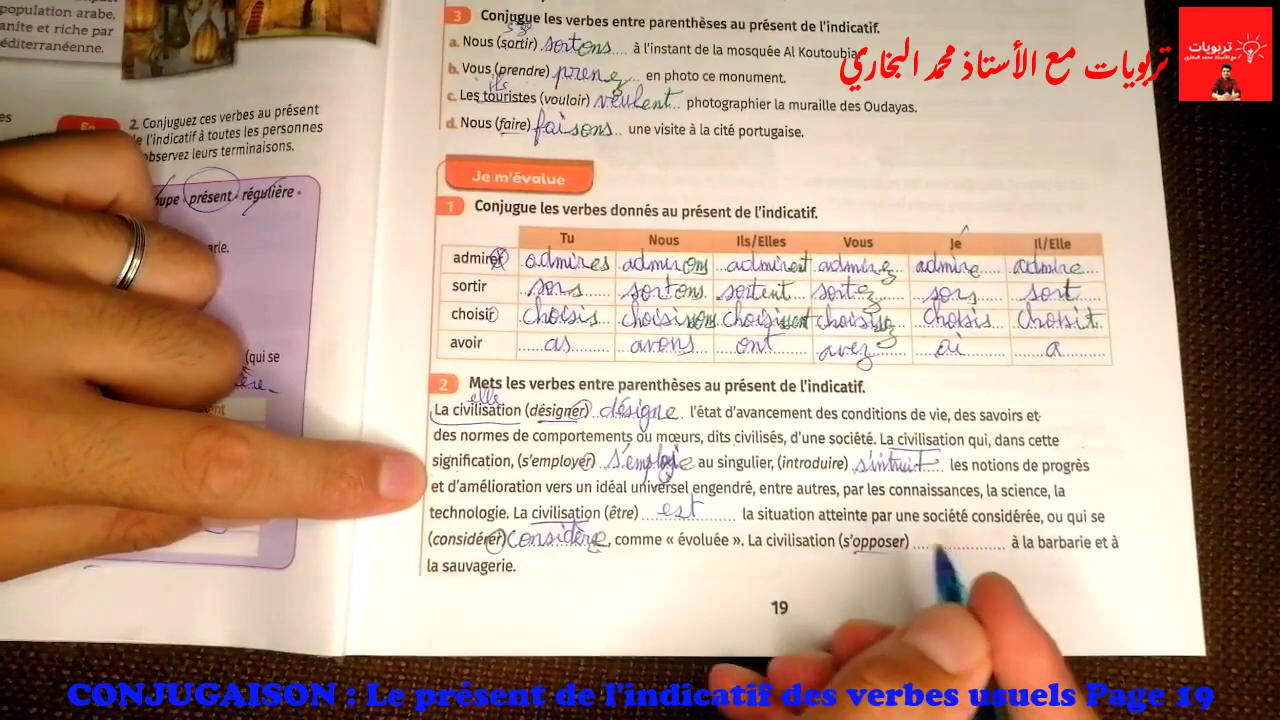 population arabe,
anite et riche par
éditerranéenne.
2. Conjuguez ces verbes au présent
de l'indicatif à toutes les personnes
observez leurs terminaisons.
oupe présent régulière
arle.
(qui se
3 Conjugue les verbes entre parenthèses au présent de l'indicatif.
a. Nous (sortir) sortons à l'instant de la mosquée Al Koutoubia
b. Vous (prendre) prenez en photo ce monument.
ils
c. Les touristes (vouloir) veulent photographier la muraille des Oudayas.
d. Nous (faire) faisons une visite à la cité portugaise.
Je m'évalue
1 Conjugue les verbes donnés au présent de l'indicatif.
Tu Nous Ils/Elles Vous Je Il/Elle
admirer admires admirons admirent admirez admire admire
sortir sors sortons sortent sortez sors sort
choisir choisis choisissons choisissent choisissez choisis choisit
avoir as avons ont avez ai a
2 Mets les verbes entre parenthèses au présent de l'indicatif.
elle
La civilisation (désigner) désigne l'état d'avancement des conditions de vie, des savoirs et
des normes de comportements ou mœurs, dits civilisés, d'une société. La civilisation qui, dans cette
signification, (s'employer) s'emploie au singulier, (introduire) s'intruit les notions de progrès
et d'amélioration vers un idéal universel engendré, entre autres, par les connaissances, la science, la
technologie. La civilisation (être) est la situation atteinte par une société considérée, ou qui se
(considérer) considère, comme « évoluée ». La civilisation (s'opposer) à la barbarie et à
la sauvagerie.
19
تربويات مع الأستاذ محمد البخاري
تربويات
CONJUGAISON : Le présent de l'indicatif des verbes usuels Page 19